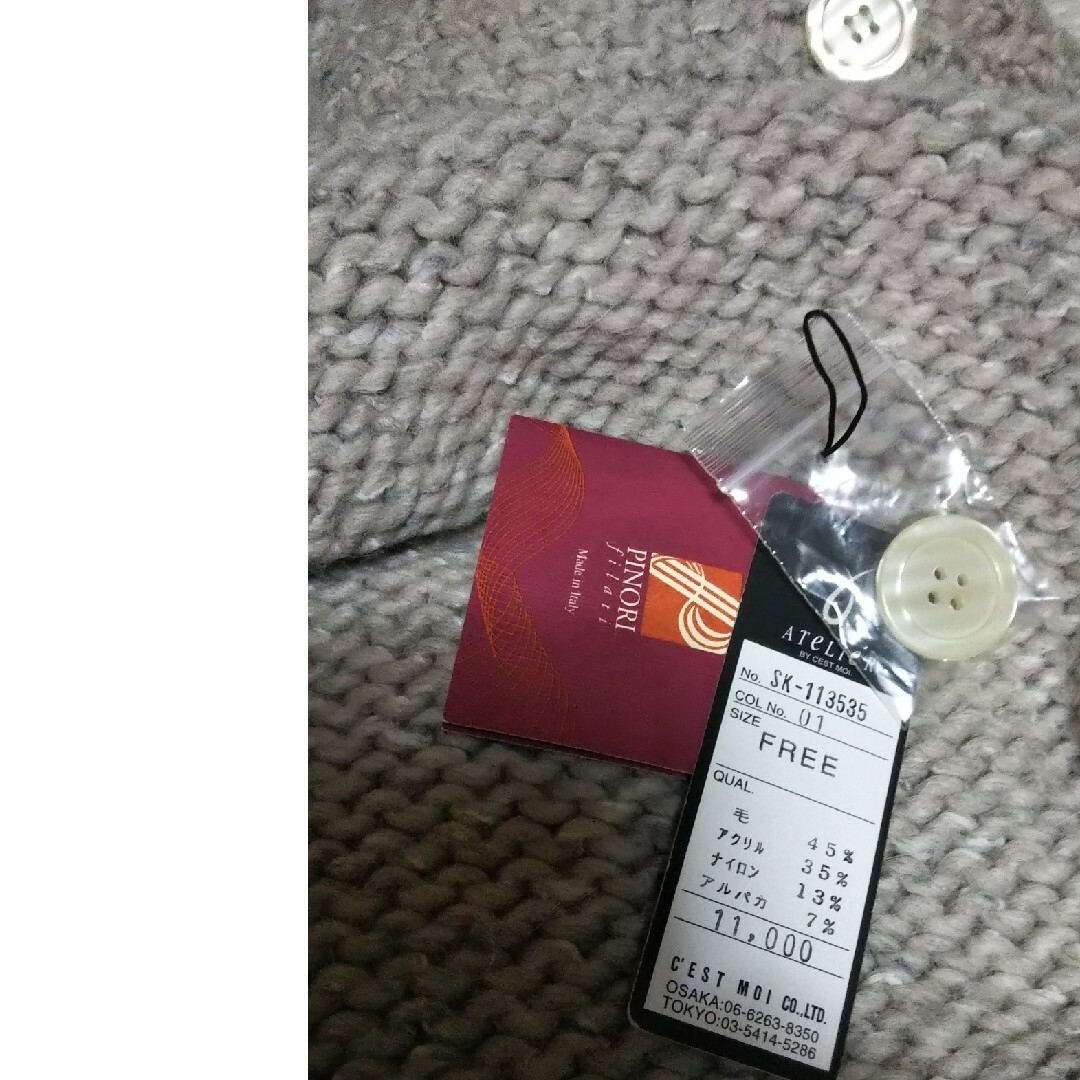 PINORI
filati
Made in Italy
ATELIER
BY C'EST MOI
No. SK-113535
COL No. 01
SIZE
FREE
QUAL.
毛 45%
アクリル 35%
ナイロン 13%
アルパカ 7%
11,000
C'EST MOI CO.,LTD.
OSAKA:06-6263-8350
TOKYO:03-5414-5286